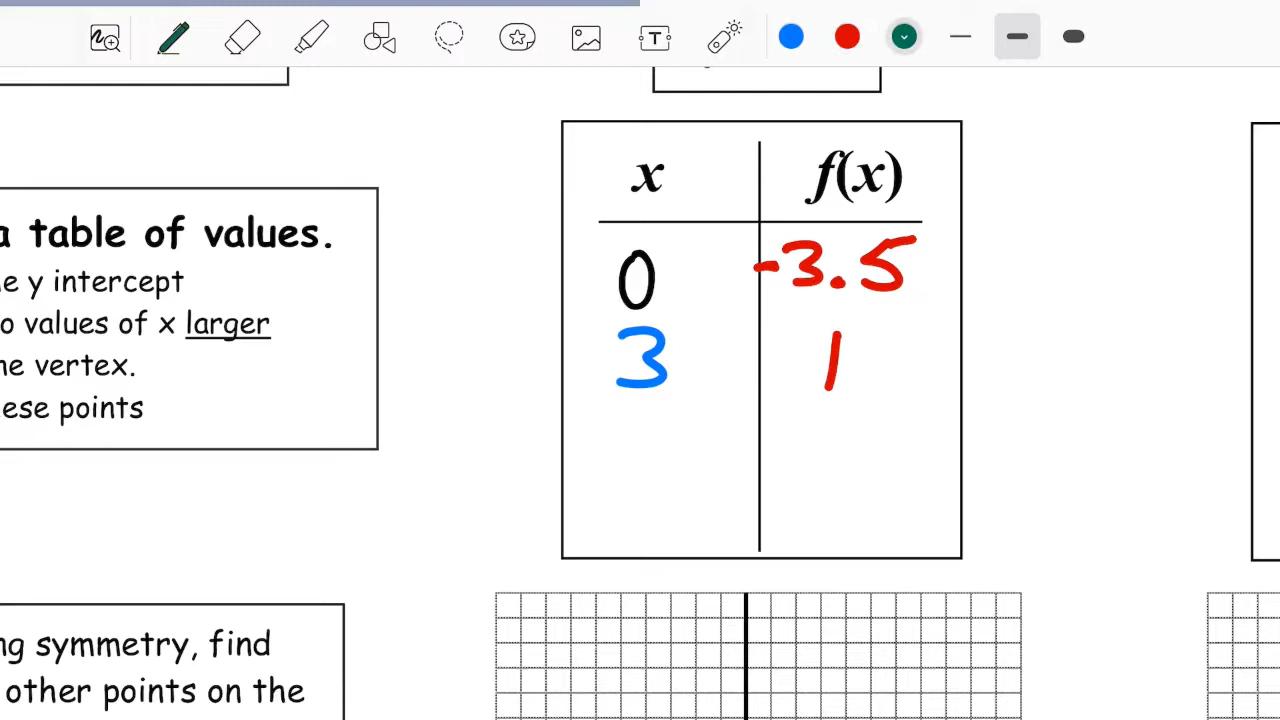 a table of values.
y intercept
values of x larger
vertex.
points
x f(x)
0 -3.5
3 1
symmetry, find
other points on the